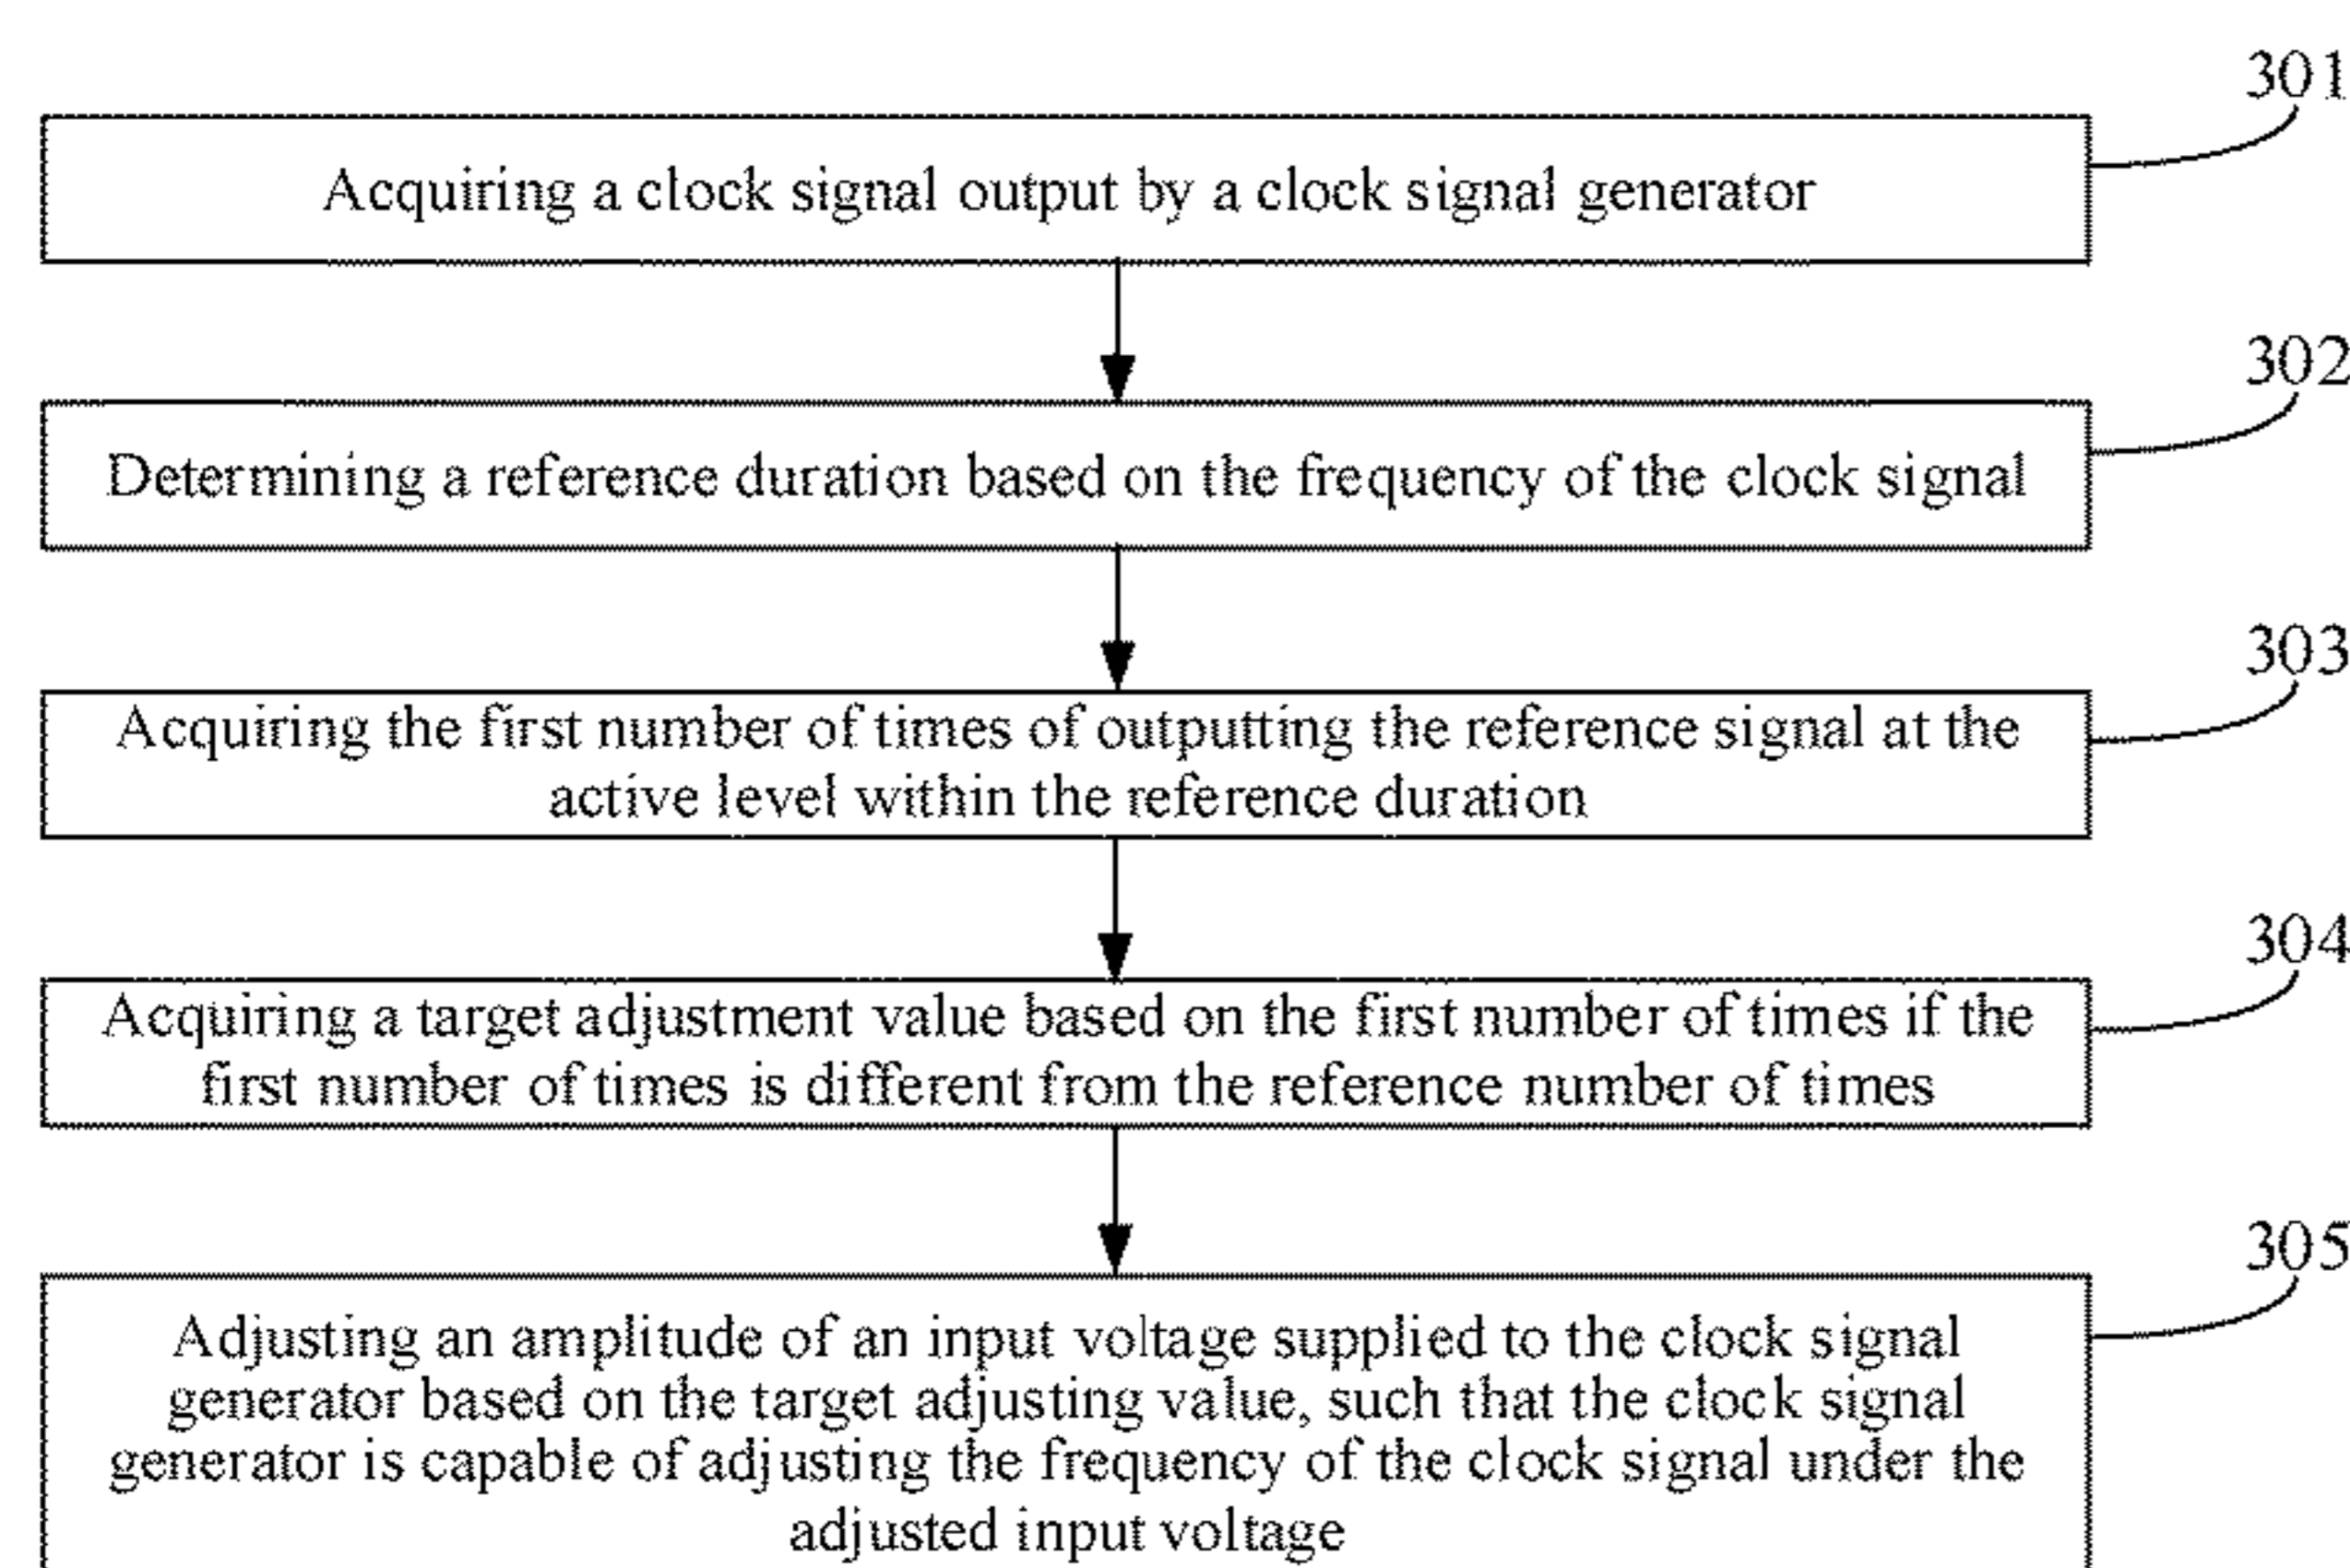 301
Acquiring a clock signal output by a clock signal generator
302
Determining a reference duration based on the frequency of the clock signal
303
Acquiring the first number of times of outputting the reference signal at the
active level within the reference duration
304
Acquiring a target adjustment value based on the first number of times if the
first number of times is different from the reference number of times
305
Adjusting an amplitude of an input voltage supplied to the clock signal
generator based on the target adjusting value, such that the clock signal
generator is capable of adjusting the frequency of the clock signal under the
adjusted input voltage